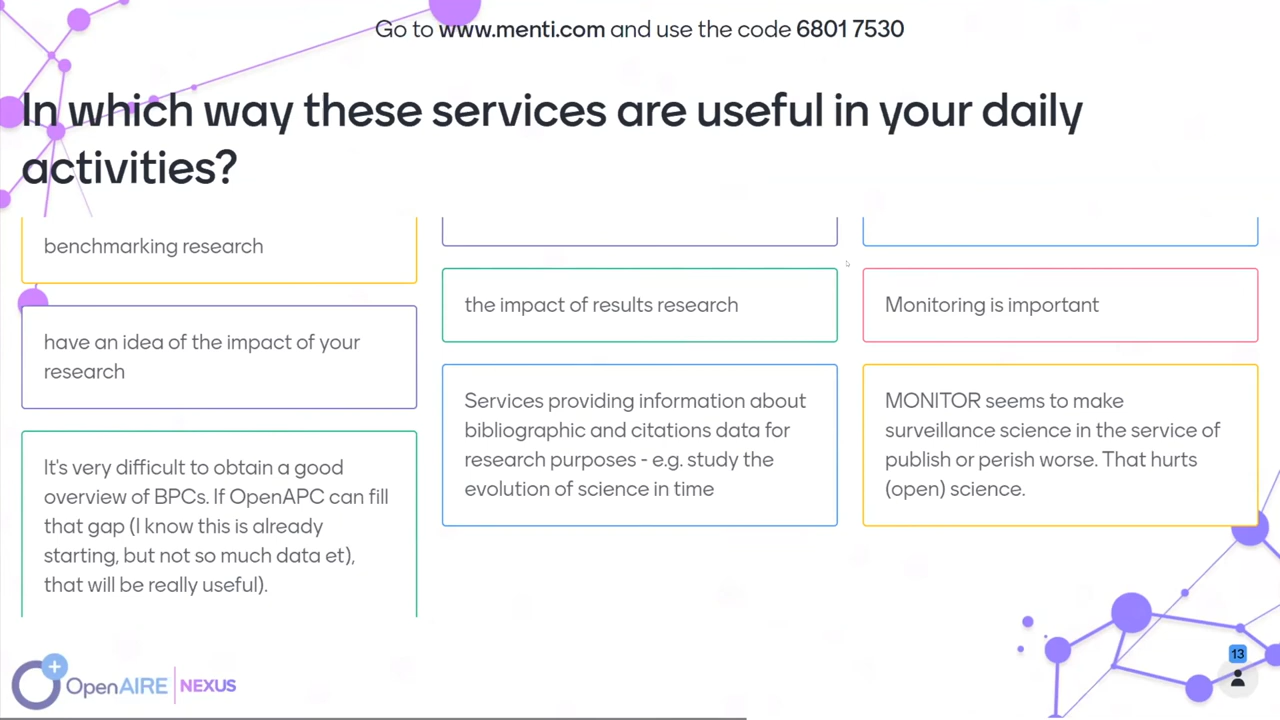 Go to www.menti.com and use the code 6801 7530
In which way these services are useful in your daily
activities?
benchmarking research
have an idea of the impact of your
research
It's very difficult to obtain a good
overview of BPCs. If OpenAPC can fill
that gap (I know this is already
starting, but not so much data et),
that will be really useful).
the impact of results research
Services providing information about
bibliographic and citations data for
research purposes - e.g. study the
evolution of science in time
Monitoring is important
MONITOR seems to make
surveillance science in the service of
publish or perish worse. That hurts
(open) science.
OpenAIRE NEXUS
13